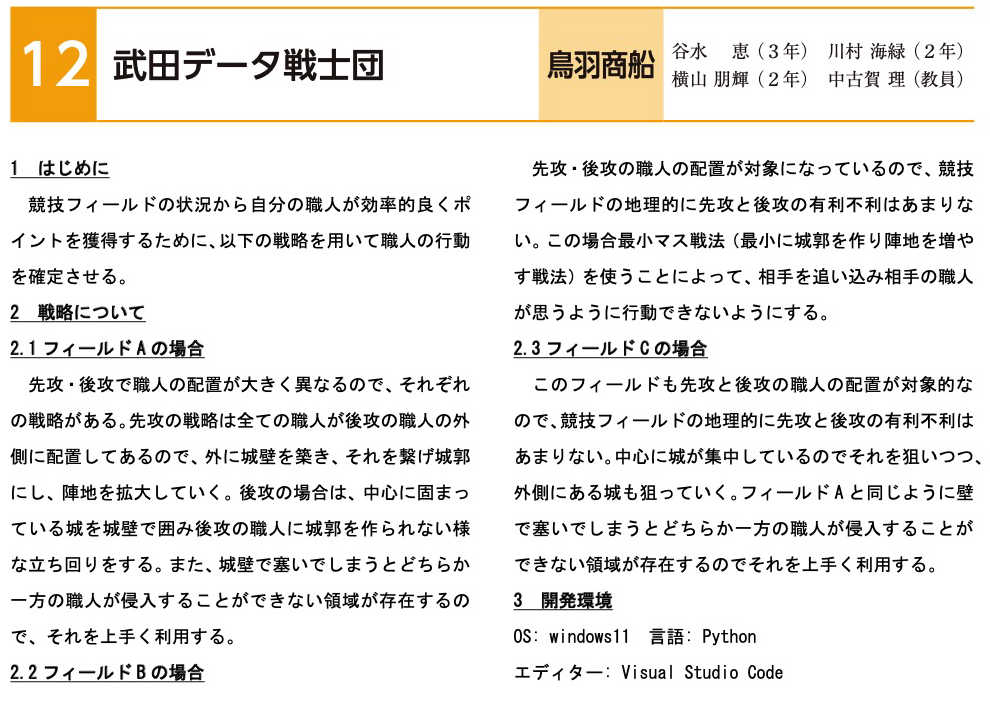 12 武田データ戦士団 鳥羽商船 谷水 恵(3年) 川村 海緑(2年)
横山 朋輝(2年) 中古賀 理(教員)
1 はじめに
競技フィールドの状況から自分の職人が効率的良くポ
イントを獲得するために、以下の戦略を用いて職人の行動
を確定させる。
2 戦略について
2.1 フィールドAの場合
先攻・後攻で職人の配置が大きく異なるので、それぞれ
の戦略がある。先攻の戦略は全ての職人が後攻の職人の外
側に配置してあるので、外に城壁を築き、それを繋げ城郭
にし、陣地を拡大していく。後攻の場合は、中心に固まっ
ている城を城壁で囲み後攻の職人に城郭を作られない様
な立ち回りをする。また、城壁で塞いでしまうとどちらか
一方の職人が侵入することができない領域が存在するの
で、それを上手く利用する。
2.2 フィールドBの場合
先攻・後攻の職人の配置が対象になっているので、競技
フィールドの地理的に先攻と後攻の有利不利はあまりな
い。この場合最小マス戦法(最小に城郭を作り陣地を増や
す戦法)を使うことによって、相手を追い込み相手の職人
が思うように行動できないようにする。
2.3 フィールドCの場合
このフィールドも先攻と後攻の職人の配置が対象的な
ので、競技フィールドの地理的に先攻と後攻の有利不利は
あまりない。中心に城が集中しているのでそれを狙いつつ、
外側にある城も狙っていく。フィールドAと同じように壁
で塞いでしまうとどちらか一方の職人が侵入することが
できない領域が存在するのでそれを上手く利用する。
3 開発環境
OS: windows11 言語: Python
エディター: Visual Studio Code